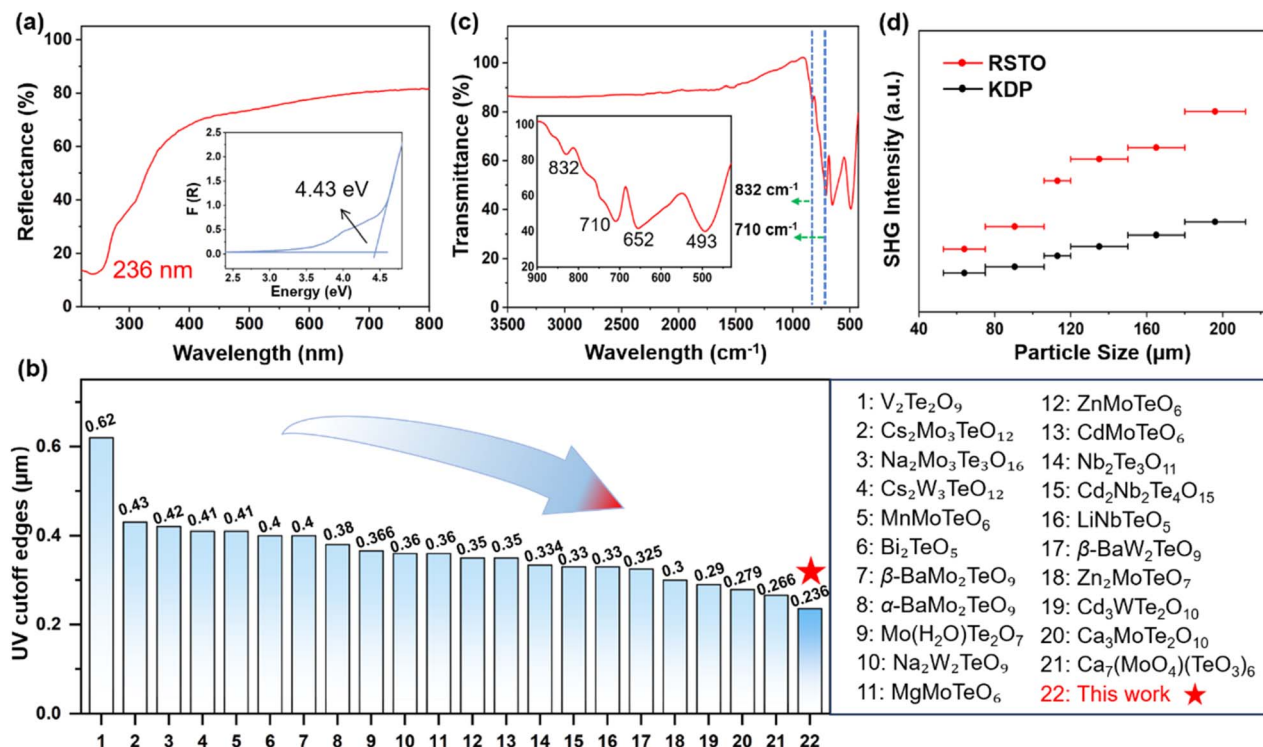 (a)
100
80
60
40
20
0
Reflectance (%)
236 nm
300 400 500 600 700 800
Wavelength (nm)
2.5
2.0
1.5
1.0
0.5
0.0
F (R)
4.43 eV
2.5 3.0 3.5 4.0 4.5
Energy (eV)
(c)
100
80
60
40
20
0
Transmittance (%)
100
80
60
40
832
710
652
493
900 800 700 600 500
832 cm⁻¹
710 cm⁻¹
3500 3000 2500 2000 1500 1000 500
Wavelength (cm⁻¹)
(d)
RSTO
KDP
SHG Intensity (a.u.)
40 80 120 160 200
Particle Size (μm)
(b)
UV cutoff edges (μm)
0.6
0.4
0.2
0.0
0.62
0.43
0.42
0.41
0.41
0.4
0.4
0.38
0.366
0.36
0.36
0.35
0.35
0.334
0.33
0.33
0.325
0.3
0.29
0.279
0.266
0.236
1 2 3 4 5 6 7 8 9 10 11 12 13 14 15 16 17 18 19 20 21 22
1: V₂Te₂O₉
2: Cs₂Mo₃TeO₁₂
3: Na₂Mo₃Te₃O₁₆
4: Cs₂W₃TeO₁₂
5: MnMoTeO₆
6: Bi₂TeO₅
7: β-BaMo₂TeO₉
8: α-BaMo₂TeO₉
9: Mo(H₂O)Te₂O₇
10: Na₂W₂TeO₉
11: MgMoTeO₆
12: ZnMoTeO₆
13: CdMoTeO₆
14: Nb₂Te₃O₁₁
15: Cd₂Nb₂Te₄O₁₅
16: LiNbTeO₅
17: β-BaW₂TeO₉
18: Zn₂MoTeO₇
19: Cd₃WTe₂O₁₀
20: Ca₃MoTe₂O₁₀
21: Ca₇(MoO₄)(TeO₃)₆
22: This work